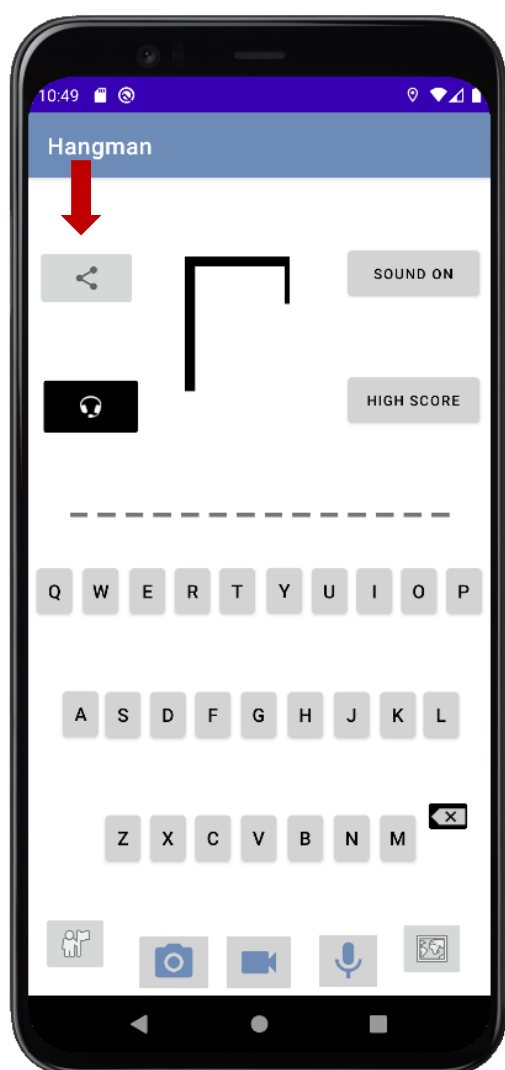 10:49
Hangman
SOUND ON
HIGH SCORE
Q W E R T Y U I O P
A S D F G H J K L
Z X C V B N M